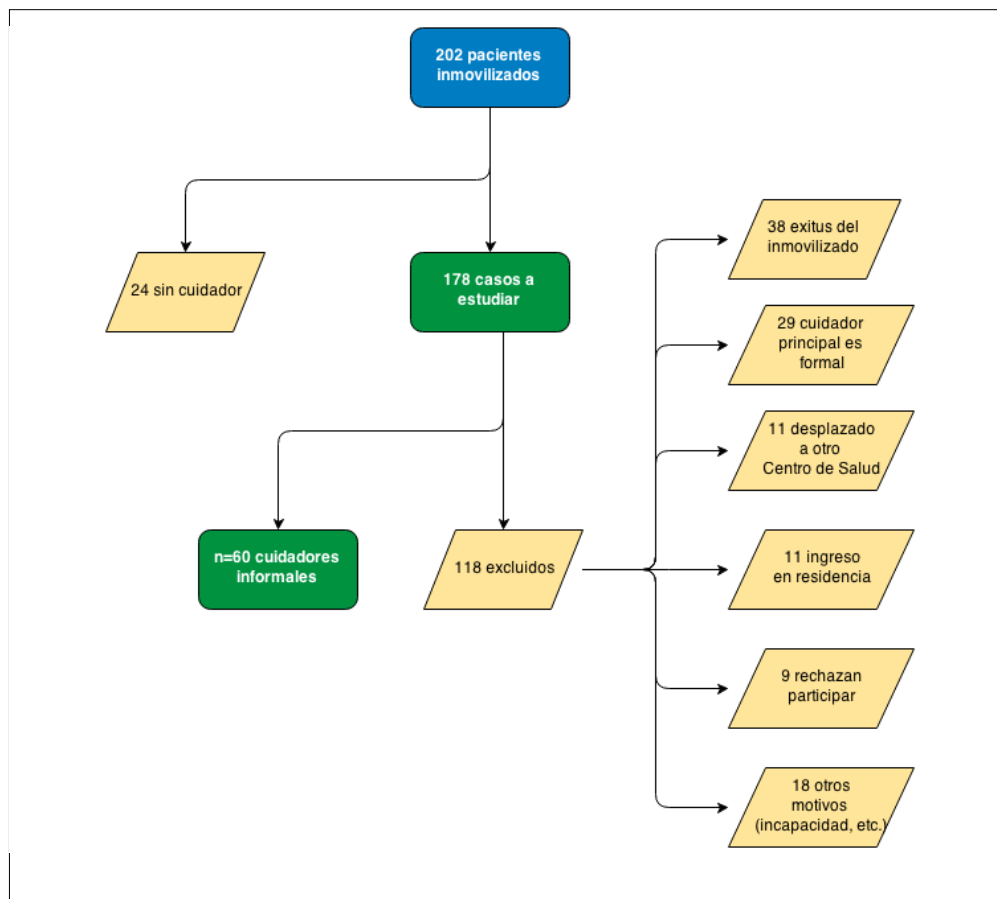 202 pacientes
inmovilizados
24 sin cuidador
178 casos a
estudiar
n=60 cuidadores
informales
118 excluidos
38 exitus del
inmovilizado
29 cuidador
principal es
formal
11 desplazado
a otro
Centro de Salud
11 ingreso
en residencia
9 rechazan
participar
18 otros
motivos
(incapacidad, etc.)